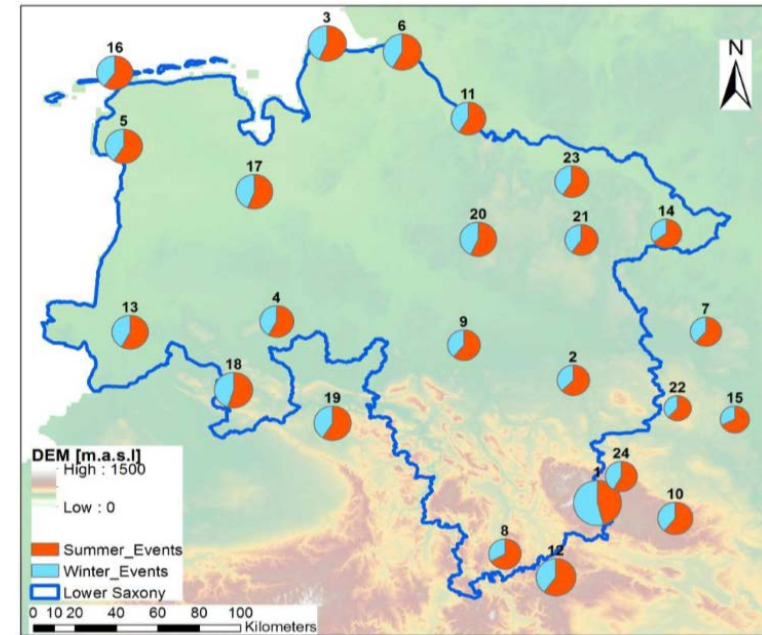 3
6
16
N
11
5
17
23
14
20
21
4
7
13
9
2
18
22
15
19
24
1
10
8
12
DEM [m.a.s.l]
High : 1500
Low : 0
Summer_Events
Winter_Events
Lower Saxony
0 10 20 40 60 80 100
Kilometers